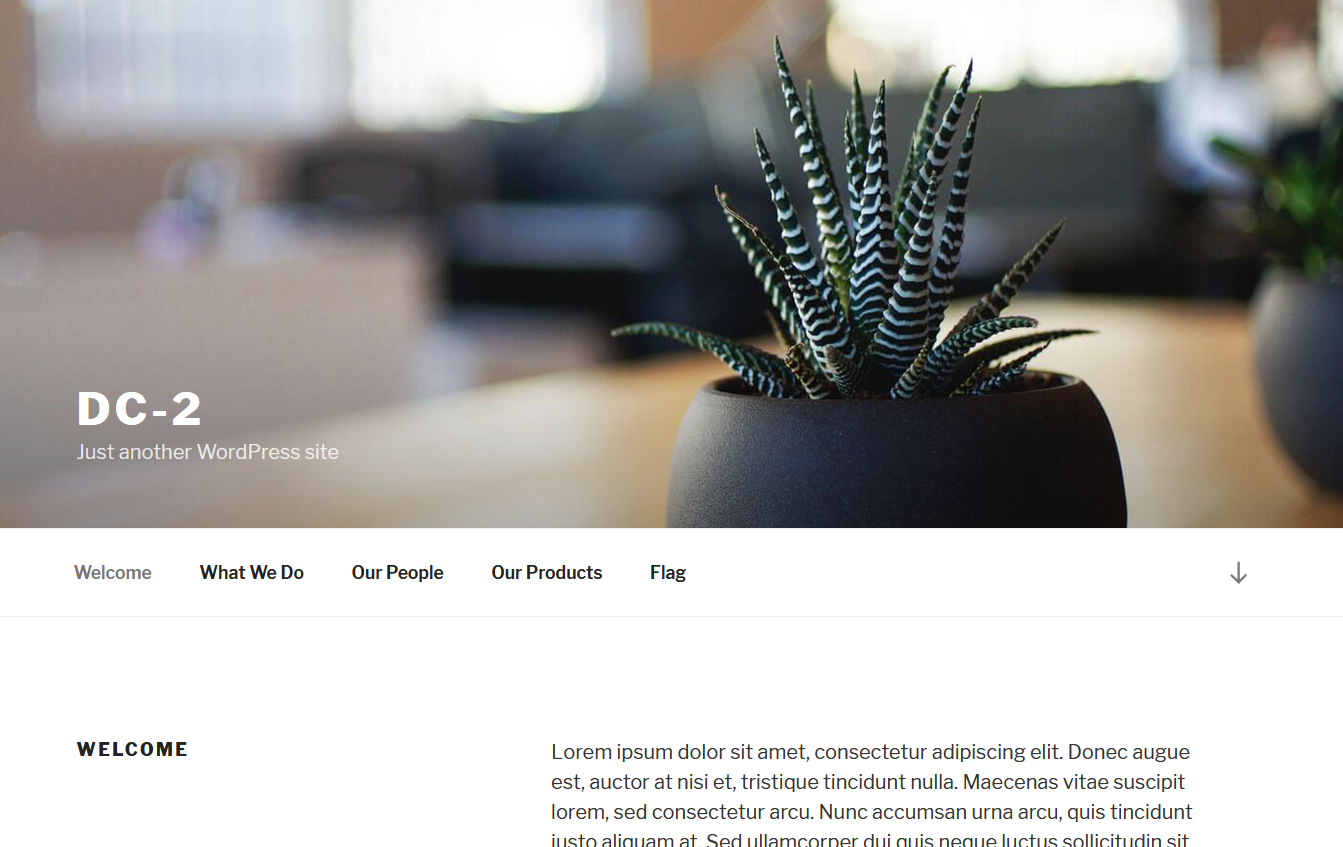 DC-2
Just another WordPress site
Welcome What We Do Our People Our Products Flag
WELCOME
Lorem ipsum dolor sit amet, consectetur adipiscing elit. Donec augue
est, auctor at nisi et, tristique tincidunt nulla. Maecenas vitae suscipit
lorem, sed consectetur arcu. Nunc accumsan urna arcu, quis tincidunt
justo aliquam at. Sed ullamcorper dui quis neque luctus sollicitudin sit